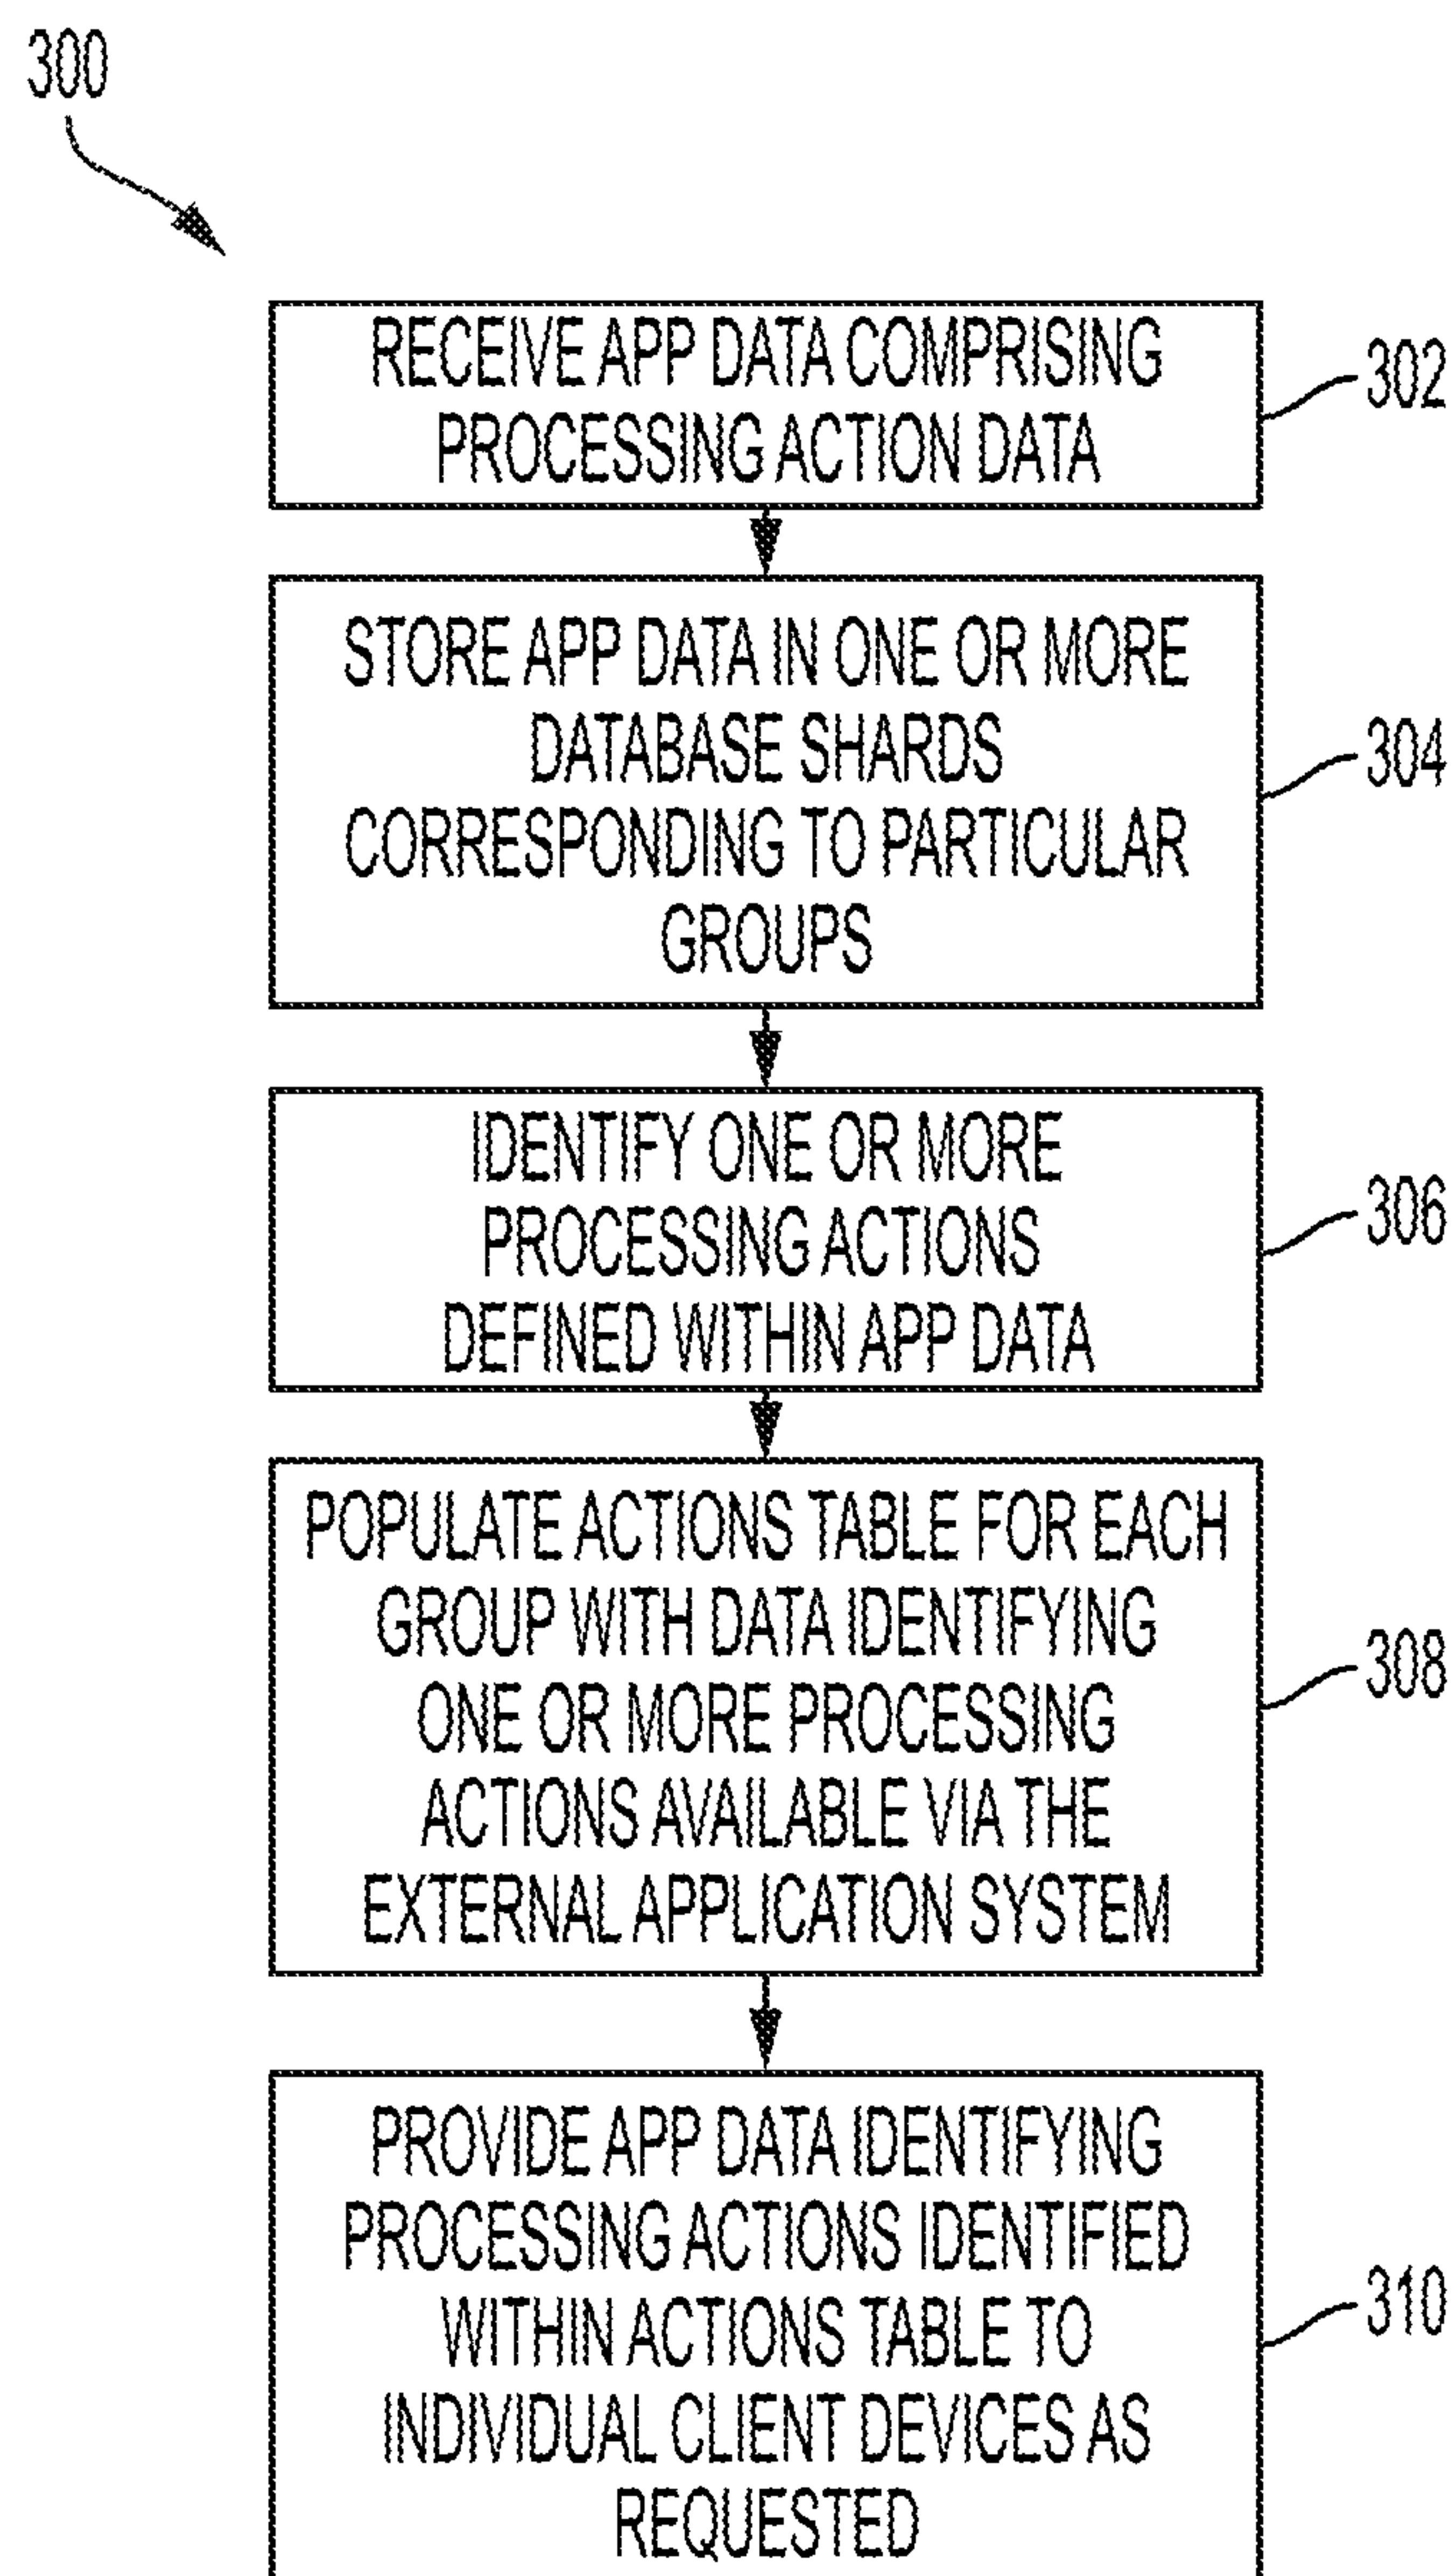 300
RECEIVE APP DATA COMPRISING
PROCESSING ACTION DATA
302
STORE APP DATA IN ONE OR MORE
DATABASE SHARDS
CORRESPONDING TO PARTICULAR
GROUPS
304
IDENTIFY ONE OR MORE
PROCESSING ACTIONS
DEFINED WITHIN APP DATA
306
POPULATE ACTIONS TABLE FOR EACH
GROUP WITH DATA IDENTIFYING
ONE OR MORE PROCESSING
ACTIONS AVAILABLE VIA THE
EXTERNAL APPLICATION SYSTEM
308
PROVIDE APP DATA IDENTIFYING
PROCESSING ACTIONS IDENTIFIED
WITHIN ACTIONS TABLE TO
INDIVIDUAL CLIENT DEVICES AS
REQUESTED
310